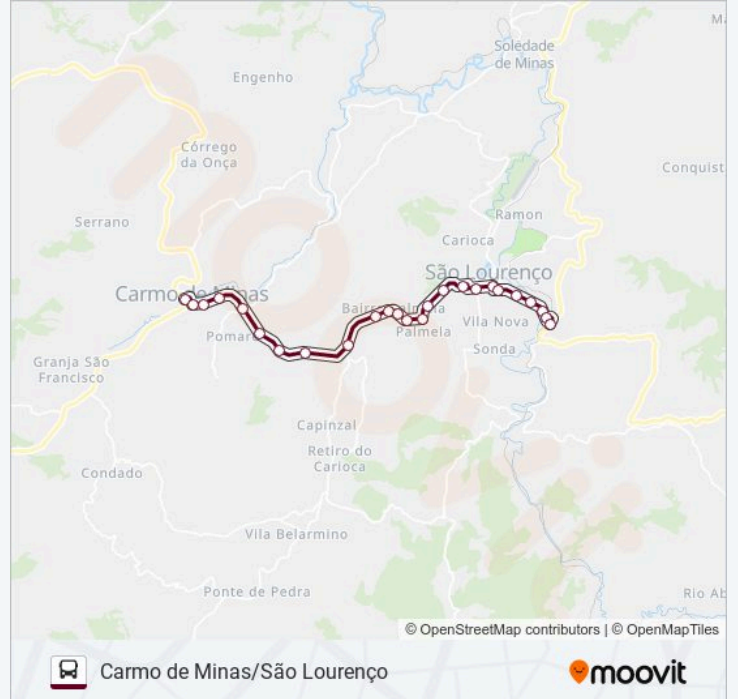 Soledade
de Minas
Engenho
Córrego
da Onça
Conquist
Serrano
Ramon
Carioca
São Lourenço
Carmo de Minas
Vila Nova
Palmela
Sonda
Granja São
Francisco
Capinzal
Retiro do
Carioca
Condado
Vila Belarmino
Ponte de Pedra
Rio Ab
© OpenStreetMap contributors | © OpenMapTiles
Carmo de Minas/São Lourenço
moovit